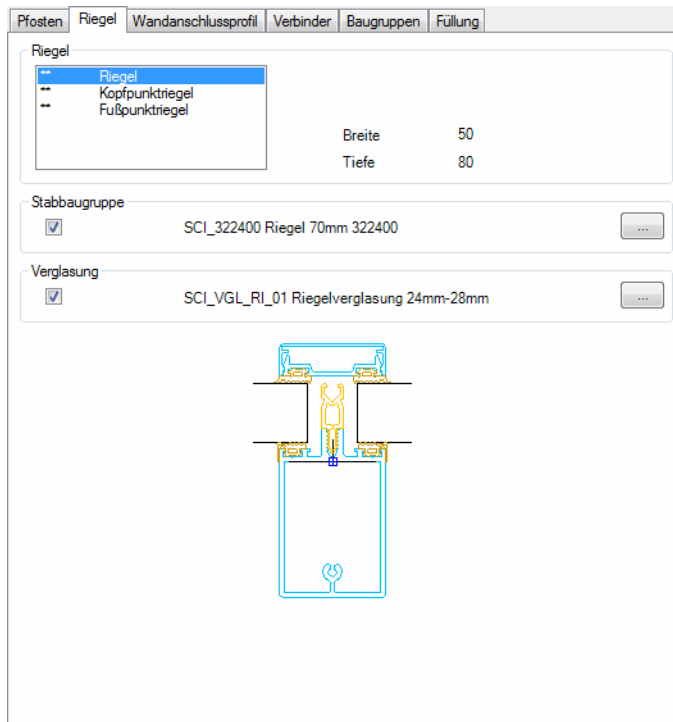 Pfosten Riegel Wandanschlussprofil Verbinder Baugruppen Füllung
Riegel
** Riegel
** Kopfpunktriegel
** Fußpunktriegel
Breite 50
Tiefe 80
Stabbaugruppe
SCI_322400 Riegel 70mm 322400 ...
Verglasung
SCI_VGL_RI_01 Riegelverglasung 24mm-28mm ...